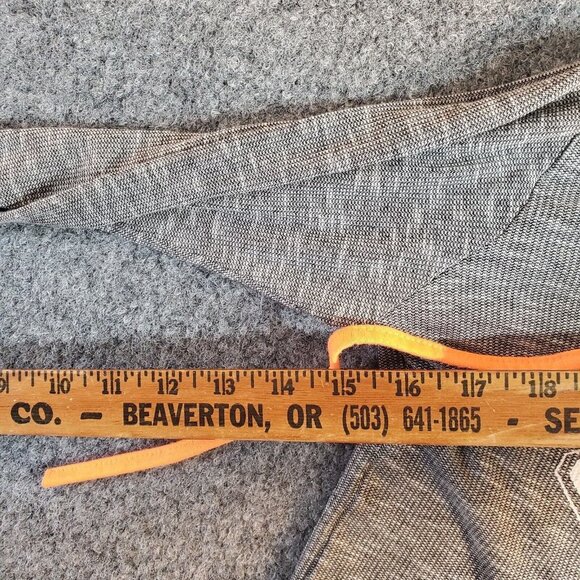 9 10 11 12 13 14 15 16 17 18
CO. – BEAVERTON, OR (503) 641-1865 - SE